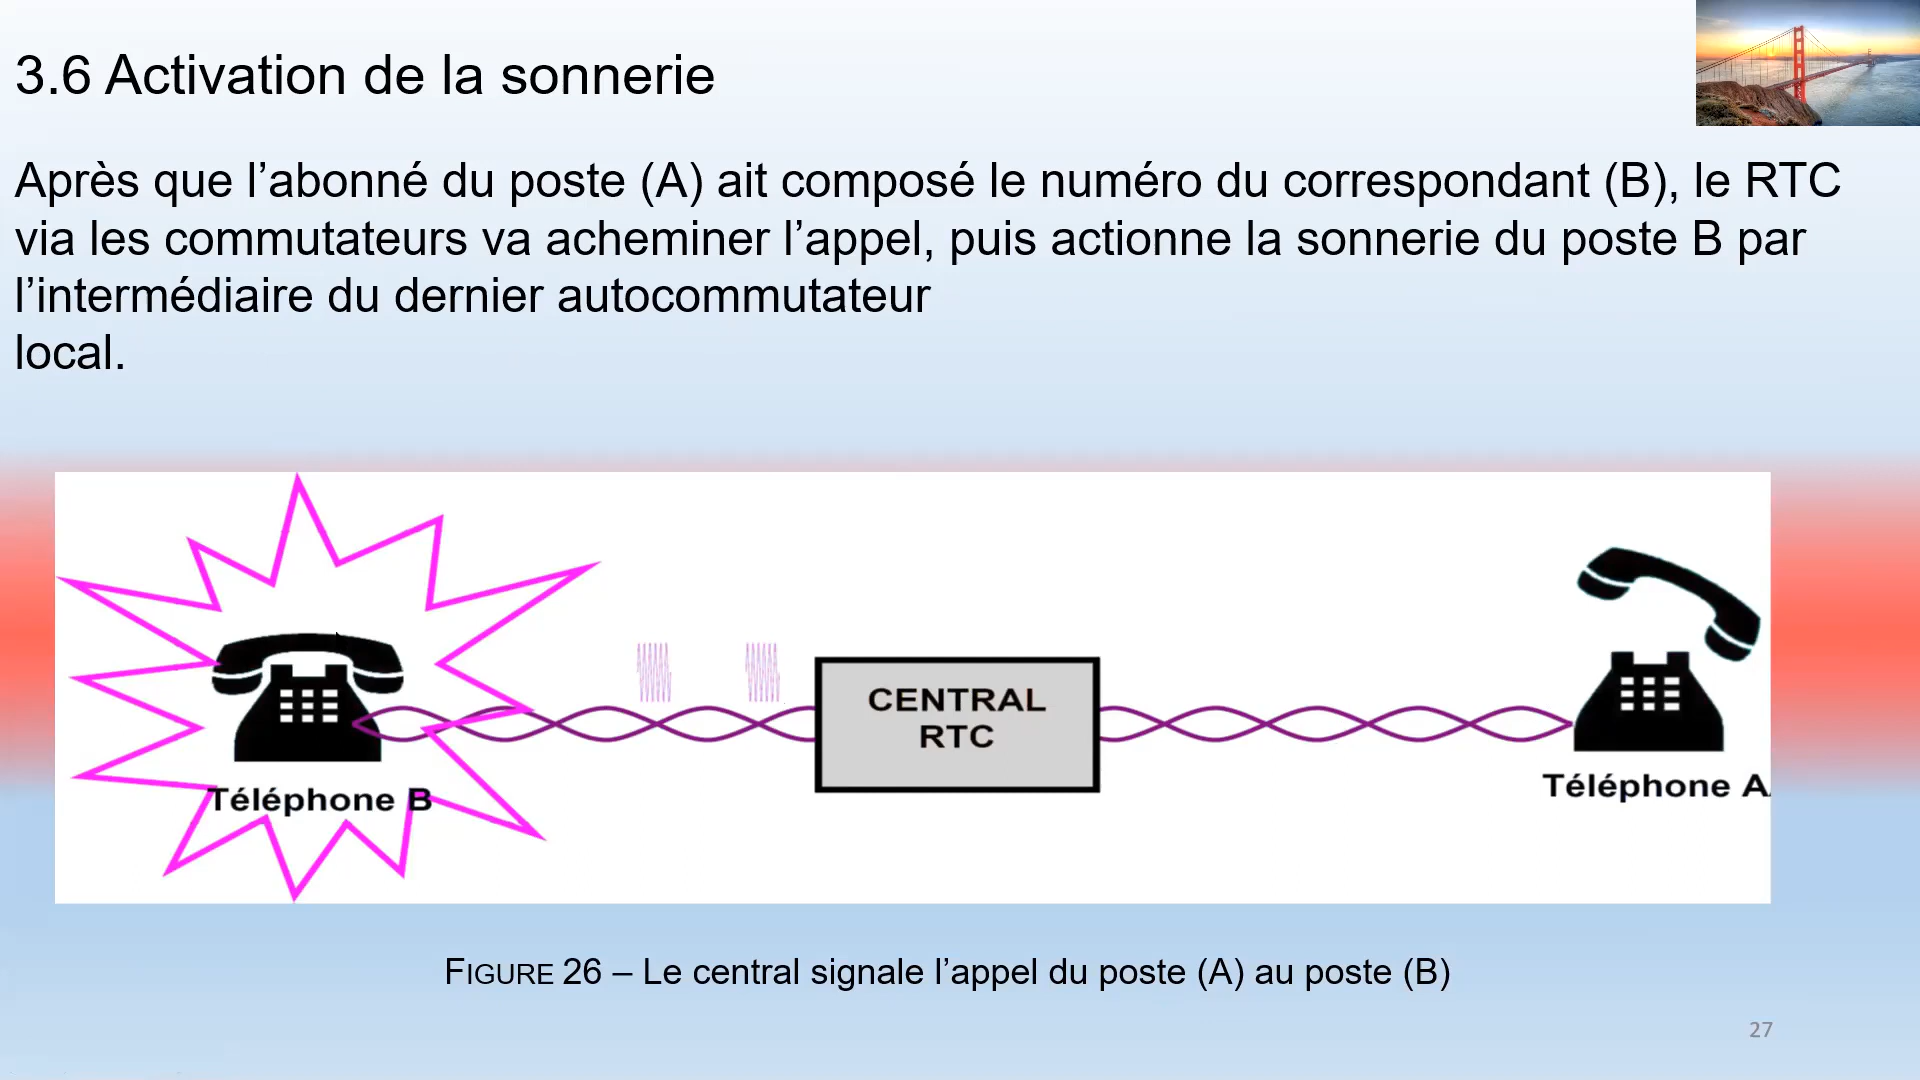 3.6 Activation de la sonnerie
Après que l’abonné du poste (A) ait composé le numéro du correspondant (B), le RTC
via les commutateurs va acheminer l’appel, puis actionne la sonnerie du poste B par
l’intermédiaire du dernier autocommutateur
local.
CENTRAL
RTC
Téléphone B
Téléphone A
FIGURE 26 – Le central signale l’appel du poste (A) au poste (B)
27